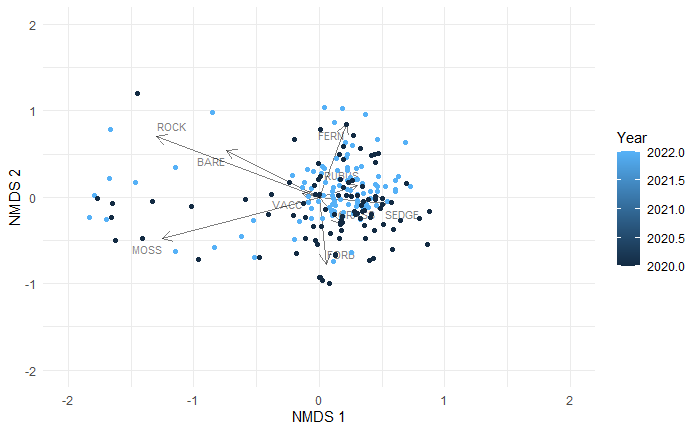 2
1
0
-1
-2
NMDS 2
ROCK
BARE
FERN
VACC
SEDGE
MOSS
FORB
-2
-1
0
1
2
NMDS 1
Year
2022.0
2021.5
2021.0
2020.5
2020.0